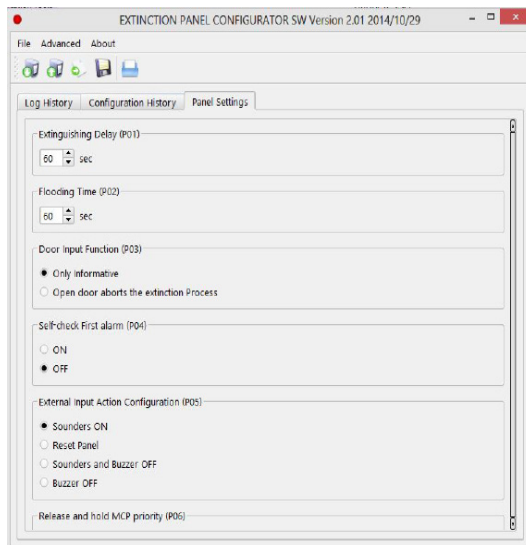 EXTINCTION PANEL CONFIGURATOR SW Version 2.01 2014/10/29
File Advanced About
Log History Configuration History Panel Settings
Extinguishing Delay (P01)
60 sec
Flooding Time (P02)
60 sec
Door Input Function (P03)
Only Informative
Open door aborts the extinction Process
Self-check First alarm (P04)
ON
OFF
External Input Action Configuration (P05)
Sounders ON
Reset Panel
Sounders and Buzzer OFF
Buzzer OFF
Release and hold MCP priority (P06)